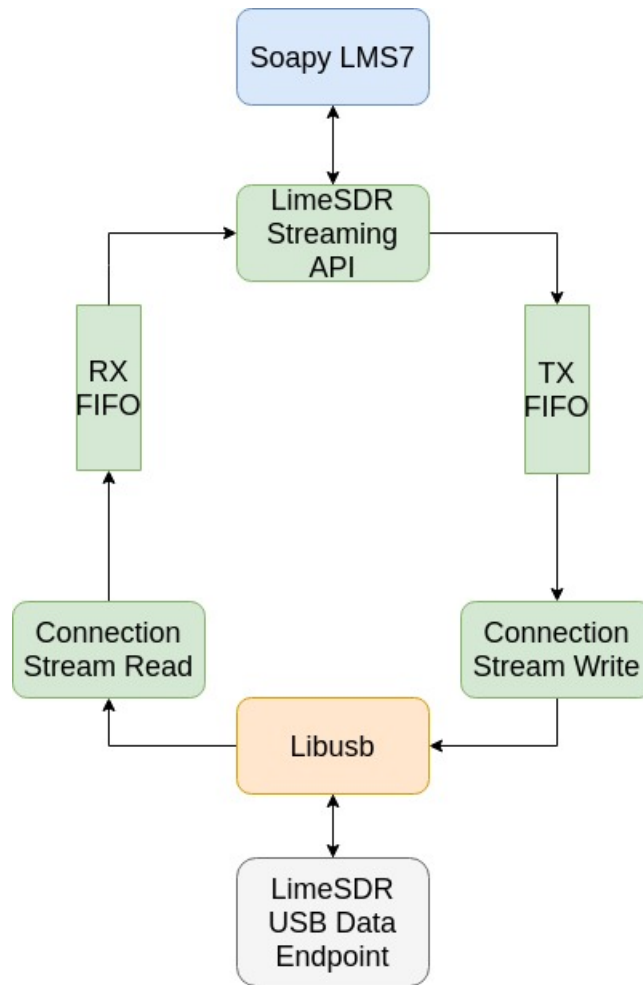 Soapy LMS7
LimeSDR
Streaming
API
RX
FIFO
TX
FIFO
Connection
Stream Read
Connection
Stream Write
Libusb
LimeSDR
USB Data
Endpoint